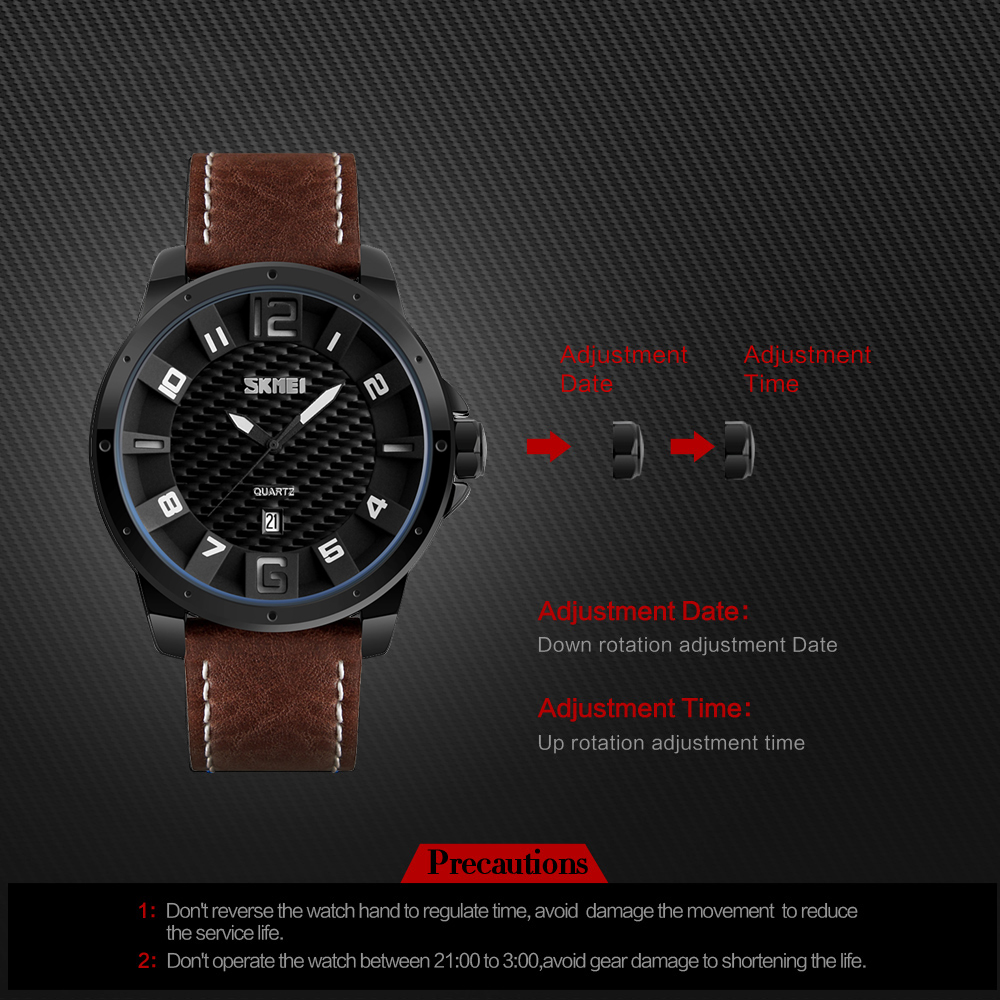 12
11
1
10
2
SKMEI
8
4
QUARTZ
21
7
5
6
Adjustment Date
Adjustment Time
Adjustment Date:
Down rotation adjustment Date
Adjustment Time:
Up rotation adjustment time
Precautions
1: Don't reverse the watch hand to regulate time, avoid damage the movement to reduce
the service life.
2: Don't operate the watch between 21:00 to 3:00,avoid gear damage to shortening the life.